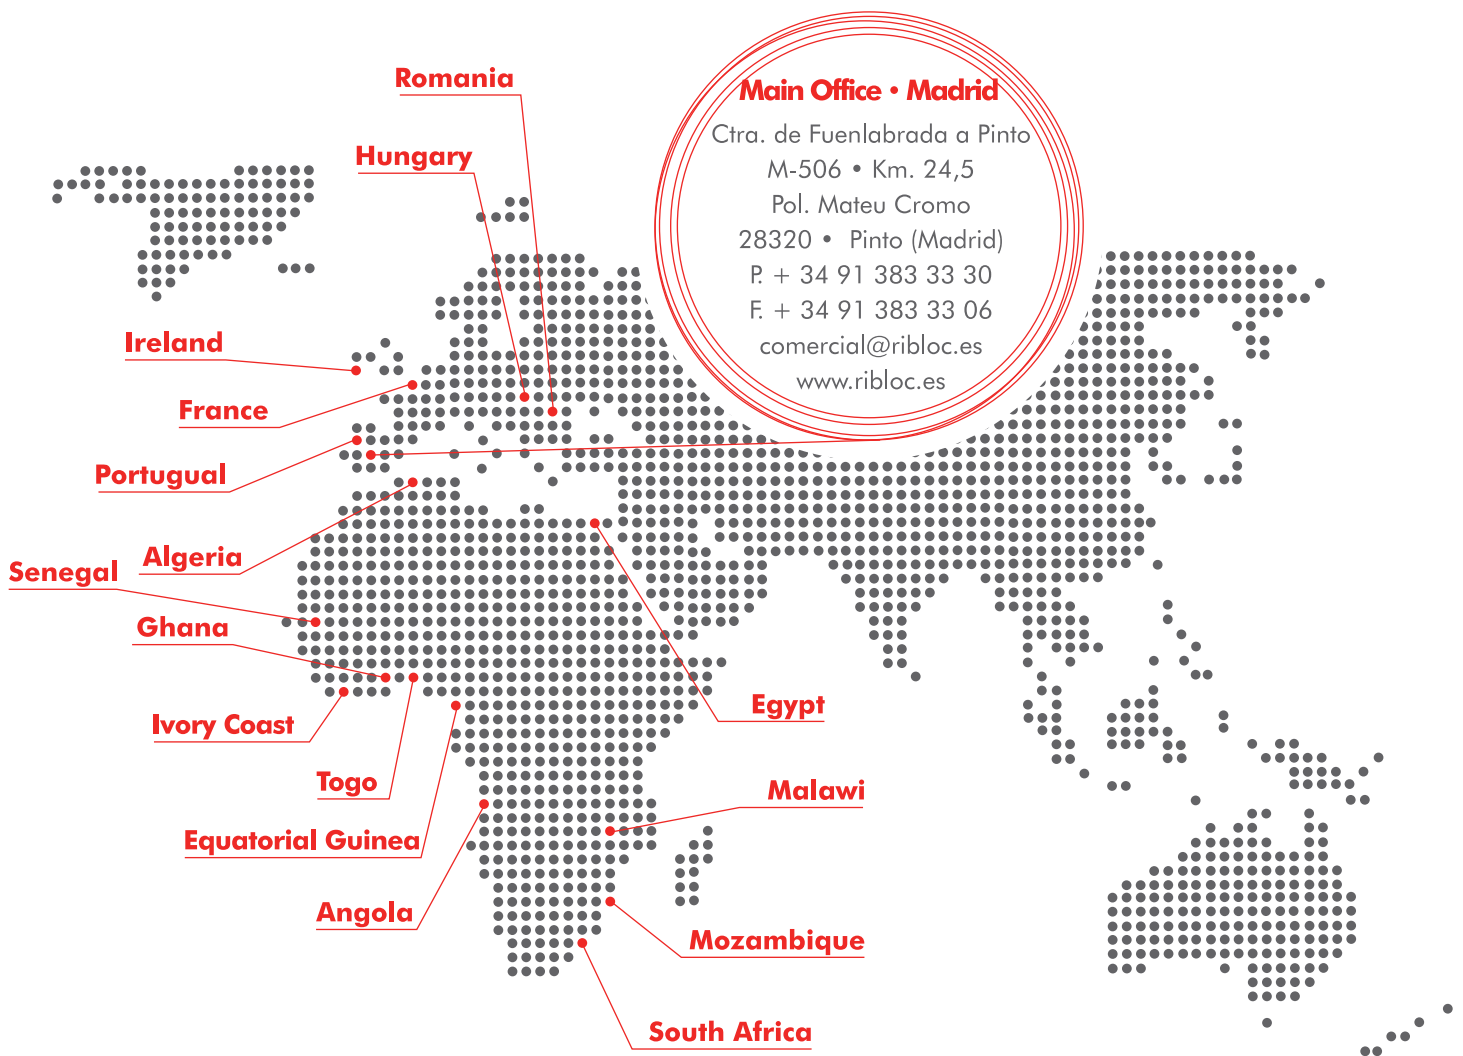 Romania
Main Office • Madrid
Ctra. de Fuenlabrada a Pinto
M-506 • Km. 24,5
Pol. Mateu Cromo
28320 • Pinto (Madrid)
P. + 34 91 383 33 30
F. + 34 91 383 33 06
comercial@ribloc.es
www.ribloc.es
Hungary
Ireland
France
Portugual
Algeria
Senegal
Ghana
Ivory Coast
Egypt
Togo
Malawi
Equatorial Guinea
Angola
Mozambique
South Africa